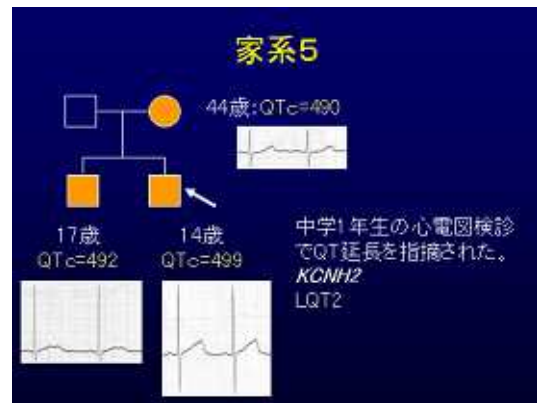 家系5
44歳:QTc=490
17歳
QTc=492
14歳
QTc=499
中学1年生の心電図検診
でQT延長を指摘された。
KCNH2
LQT2